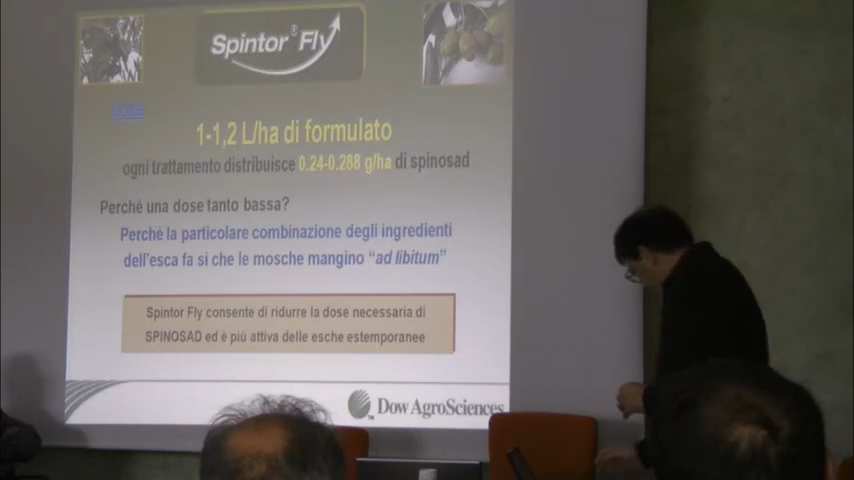 Spintor® Fly
DOSE
1-1,2 L/ha di formulato
ogni trattamento distribuisce 0.24-0.288 g/ha di spinosad
Perché una dose tanto bassa?
Perché la particolare combinazione degli ingredienti
dell'esca fa si che le mosche mangino "ad libitum"
Spintor Fly consente di ridurre la dose necessaria di
SPINOSAD ed è più attiva delle esche estemporanee
Dow AgroSciences